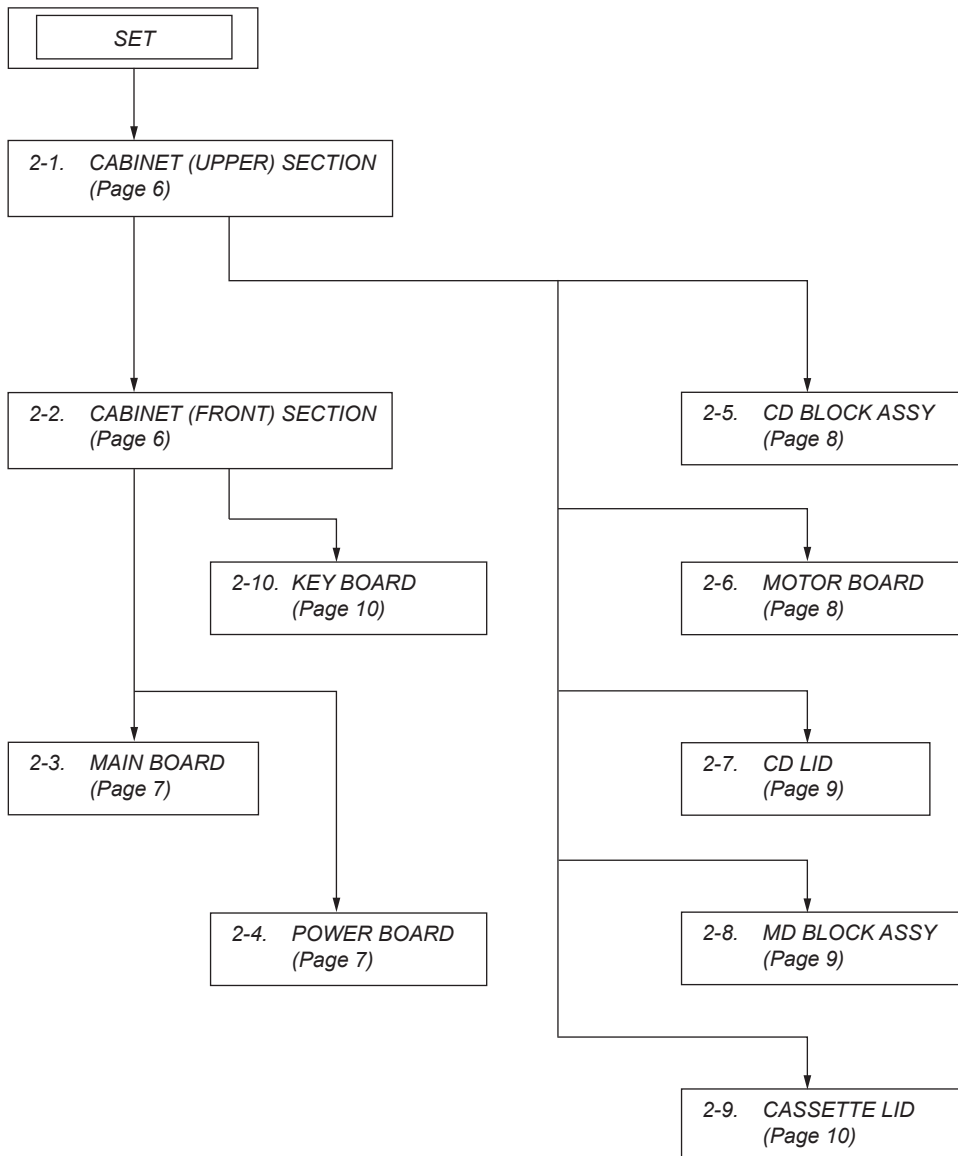 SET
2-1. CABINET (UPPER) SECTION
(Page 6)
2-2. CABINET (FRONT) SECTION
(Page 6)
2-5. CD BLOCK ASSY
(Page 8)
2-10. KEY BOARD
(Page 10)
2-6. MOTOR BOARD
(Page 8)
2-3. MAIN BOARD
(Page 7)
2-7. CD LID
(Page 9)
2-4. POWER BOARD
(Page 7)
2-8. MD BLOCK ASSY
(Page 9)
2-9. CASSETTE LID
(Page 10)